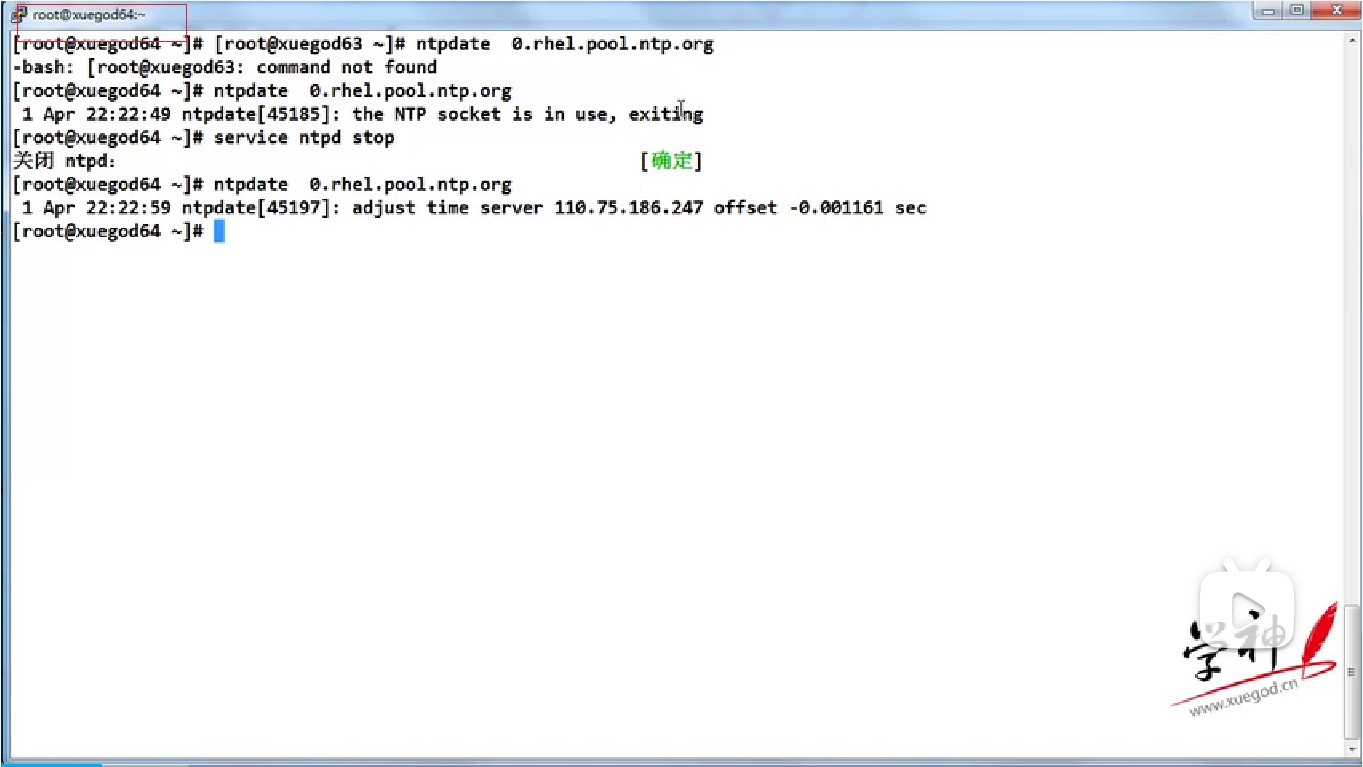 root@xuegod64:~
[root@xuegod64 ~]# [root@xuegod63 ~]# ntpdate  0.rhel.pool.ntp.org
-bash: [root@xuegod63: command not found
[root@xuegod64 ~]# ntpdate  0.rhel.pool.ntp.org
 1 Apr 22:22:49 ntpdate[45185]: the NTP socket is in use, exiting
[root@xuegod64 ~]# service ntpd stop
关闭 ntpd:                                                 [确定]
[root@xuegod64 ~]# ntpdate  0.rhel.pool.ntp.org
 1 Apr 22:22:59 ntpdate[45197]: adjust time server 110.75.186.247 offset -0.001161 sec
[root@xuegod64 ~]#
学神
www.xuegod.cn